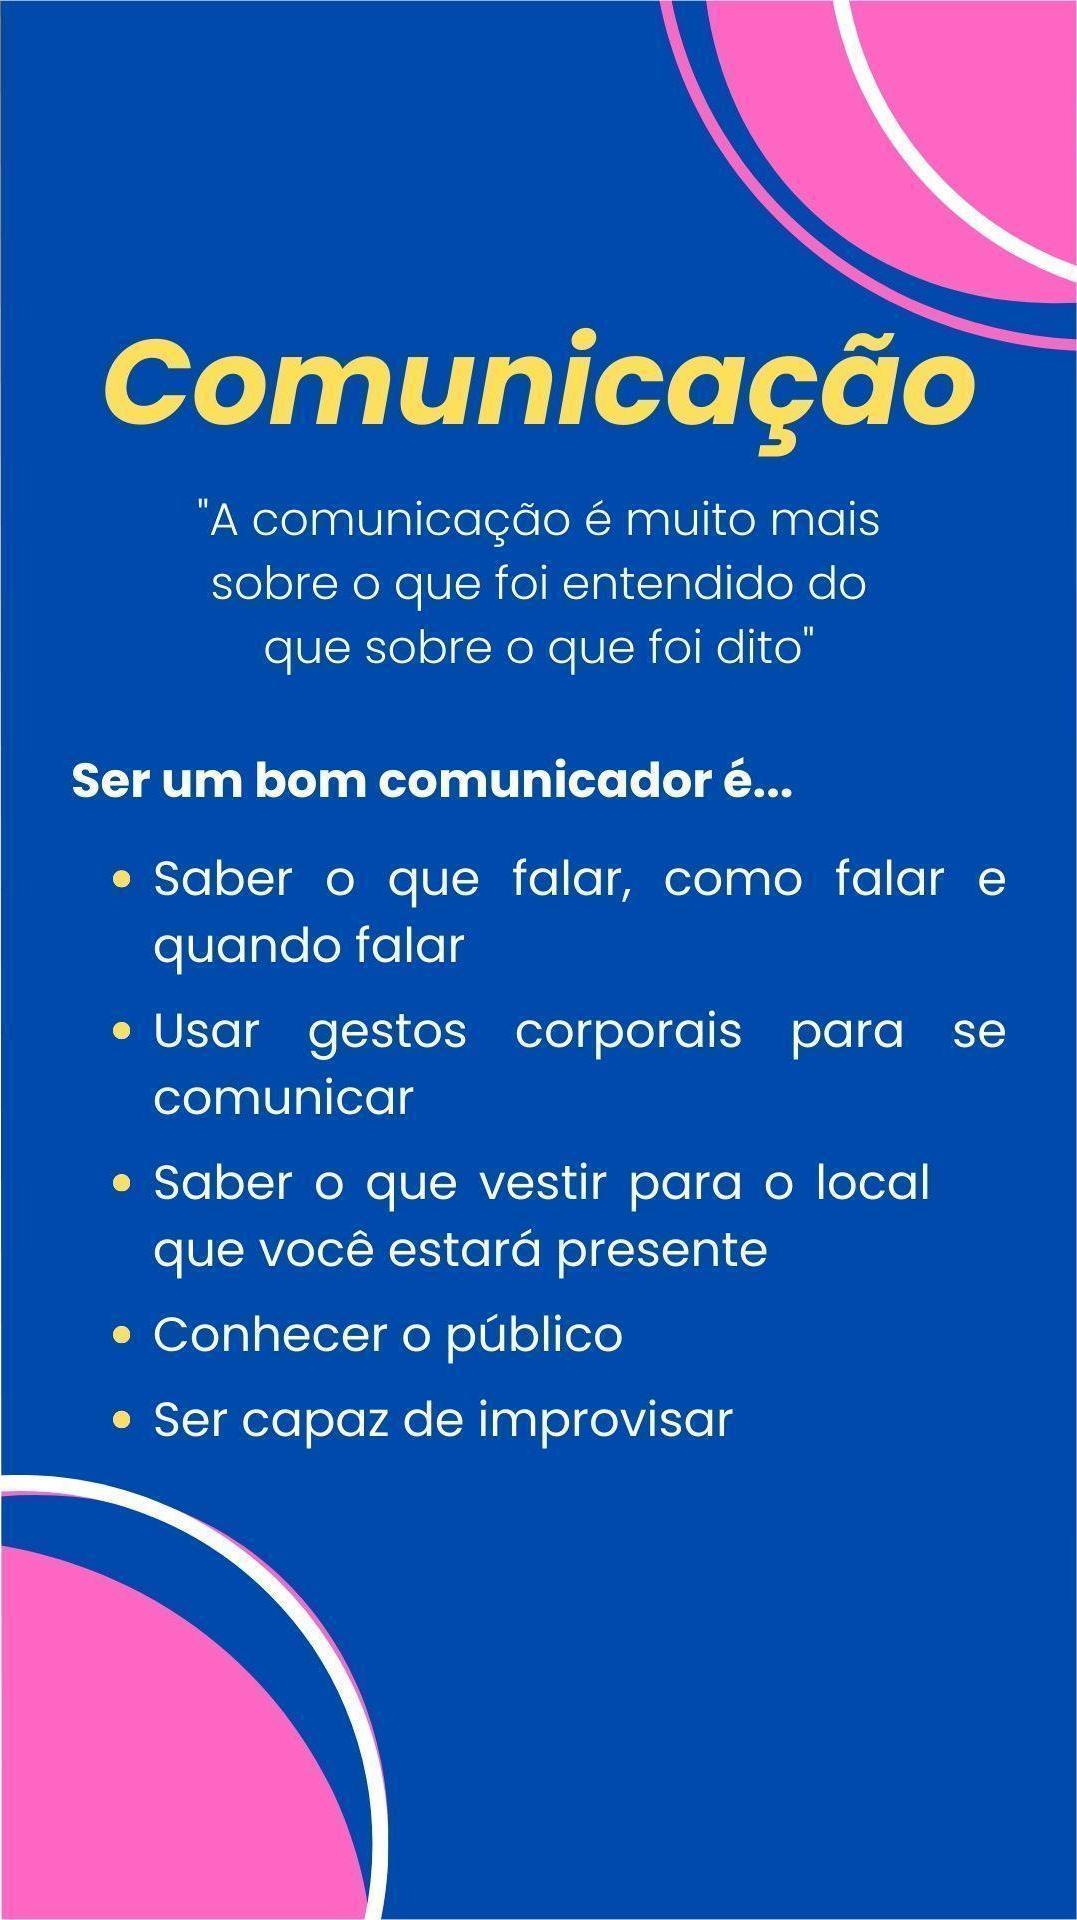 Comunicação
"A comunicação é muito mais
sobre o que foi entendido do
que sobre o que foi dito"
Ser um bom comunicador é...
• Saber o que falar, como falar e
quando falar
• Usar gestos corporais para se
comunicar
• Saber o que vestir para o local
que você estará presente
• Conhecer o público
• Ser capaz de improvisar